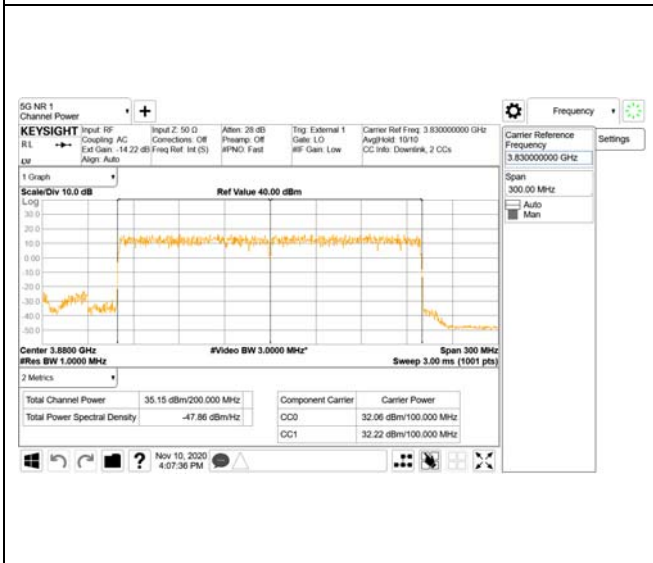 5G NR 1
Channel Power
Frequency
KEYSIGHT
RL
Input: RF
Coupling: AC
Ext Gain: -14.22 dB
Align: Auto
Input Z: 50 Ω
Corrections: Off
Freq Ref: Int (S)
Atten: 28 dB
Preamp: Off
#PNO: Fast
Trig: External 1
Gate: LO
#IF Gain: Low
Carrier Ref Freq: 3.830000000 GHz
Avg|Hold: 10/10
CC Info: Downlink, 2 CCs
Carrier Reference
Frequency
3.830000000 GHz
Settings
Span
300.00 MHz
Auto
Man
1 Graph
Scale/Div 10.0 dB
Ref Value 40.00 dBm
Log
30.0
20.0
10.0
0.00
-10.0
-20.0
-30.0
-40.0
-50.0
Center 3.8800 GHz
#Video BW 3.0000 MHz*
Span 300 MHz
#Res BW 1.0000 MHz
Sweep 3.00 ms (1001 pts)
2 Metrics
Total Channel Power 35.15 dBm/200.000 MHz
Total Power Spectral Density -47.86 dBm/Hz
Component Carrier Carrier Power
CC0 32.06 dBm/100.000 MHz
CC1 32.22 dBm/100.000 MHz
Nov 10, 2020
4:07:36 PM